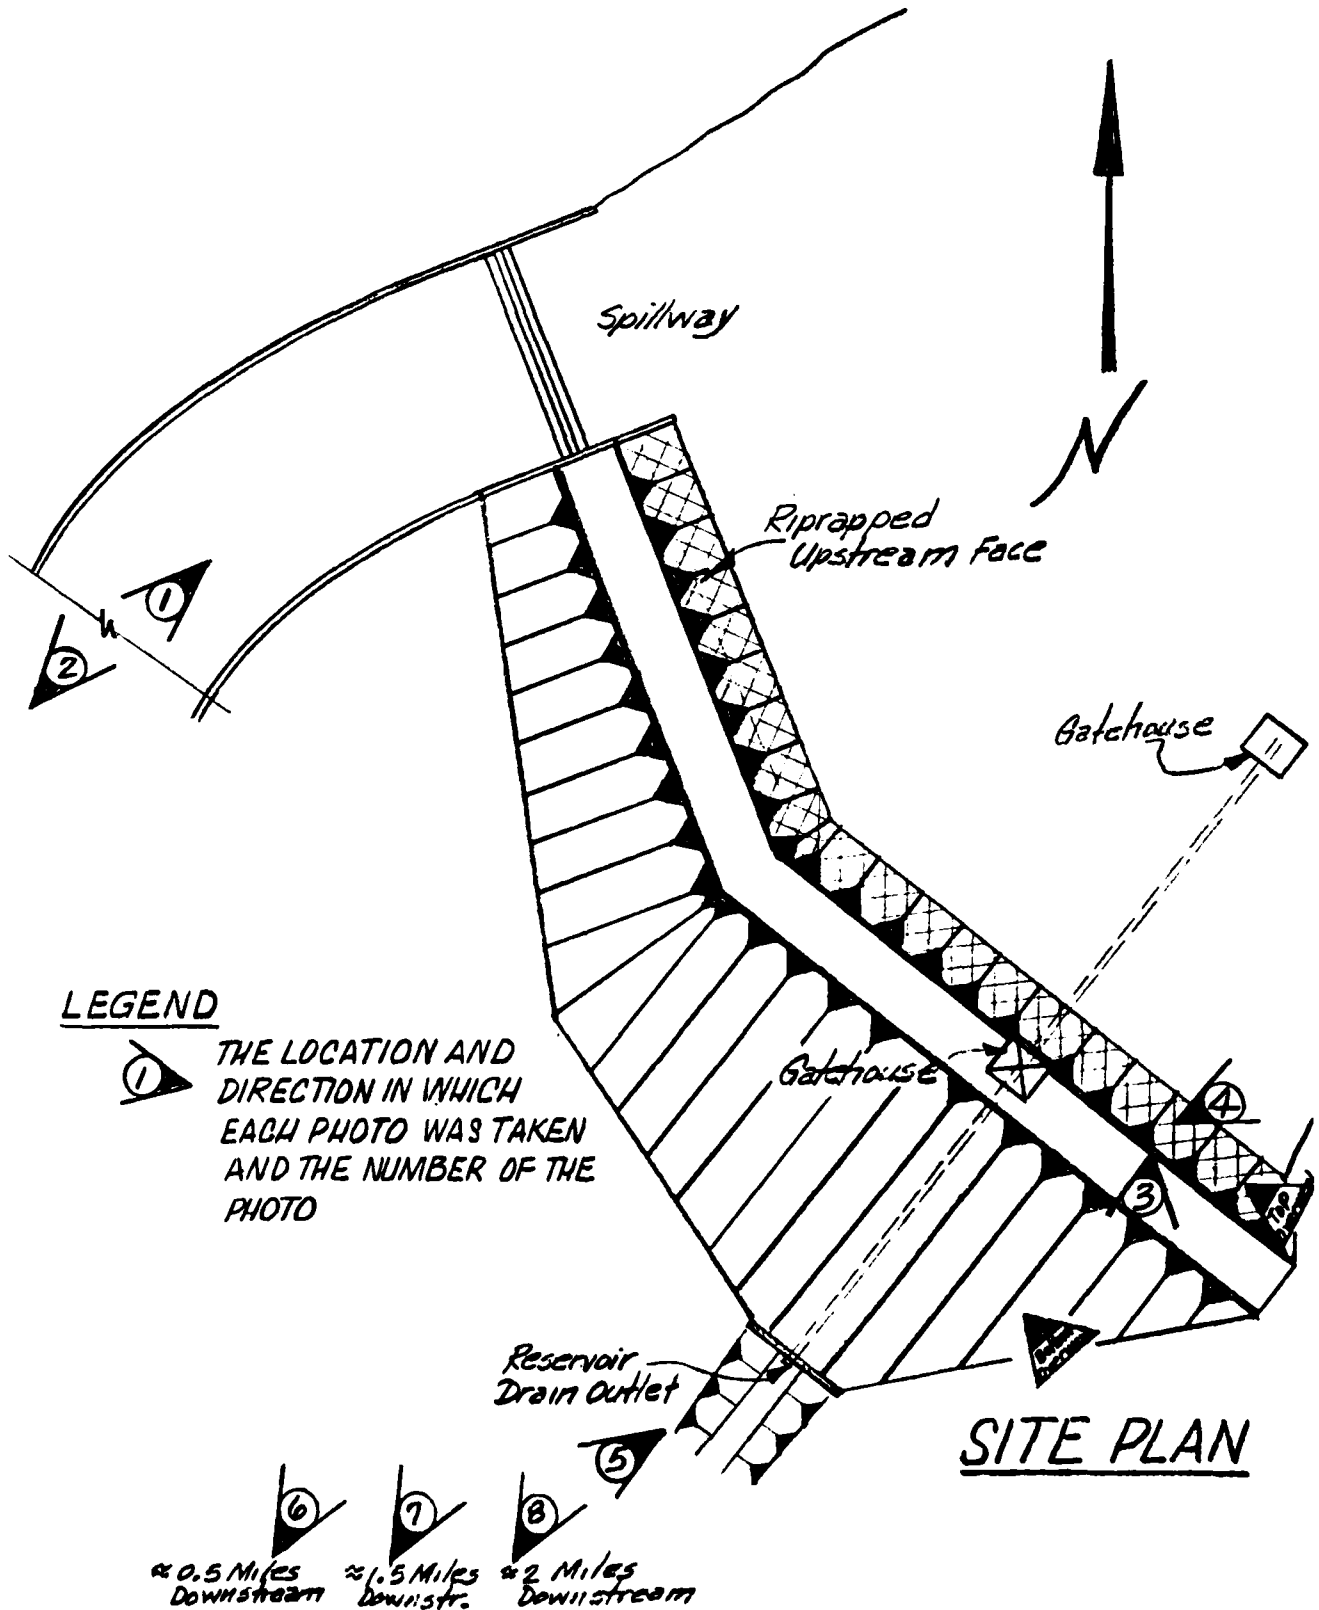 Spillway
N
Riprapped
Upstream Face
1
2
Gatehouse
LEGEND
1
THE LOCATION AND
DIRECTION IN WHICH
EACH PHOTO WAS TAKEN
AND THE NUMBER OF THE
PHOTO
Gatehouse
4
3
Top
Reservoir
Drain Outlet
5
SITE PLAN
6
7
8
≈ 0.5 Miles
Downstream
≈ 1.5 Miles
Downstr.
≈ 2 Miles
Downstream